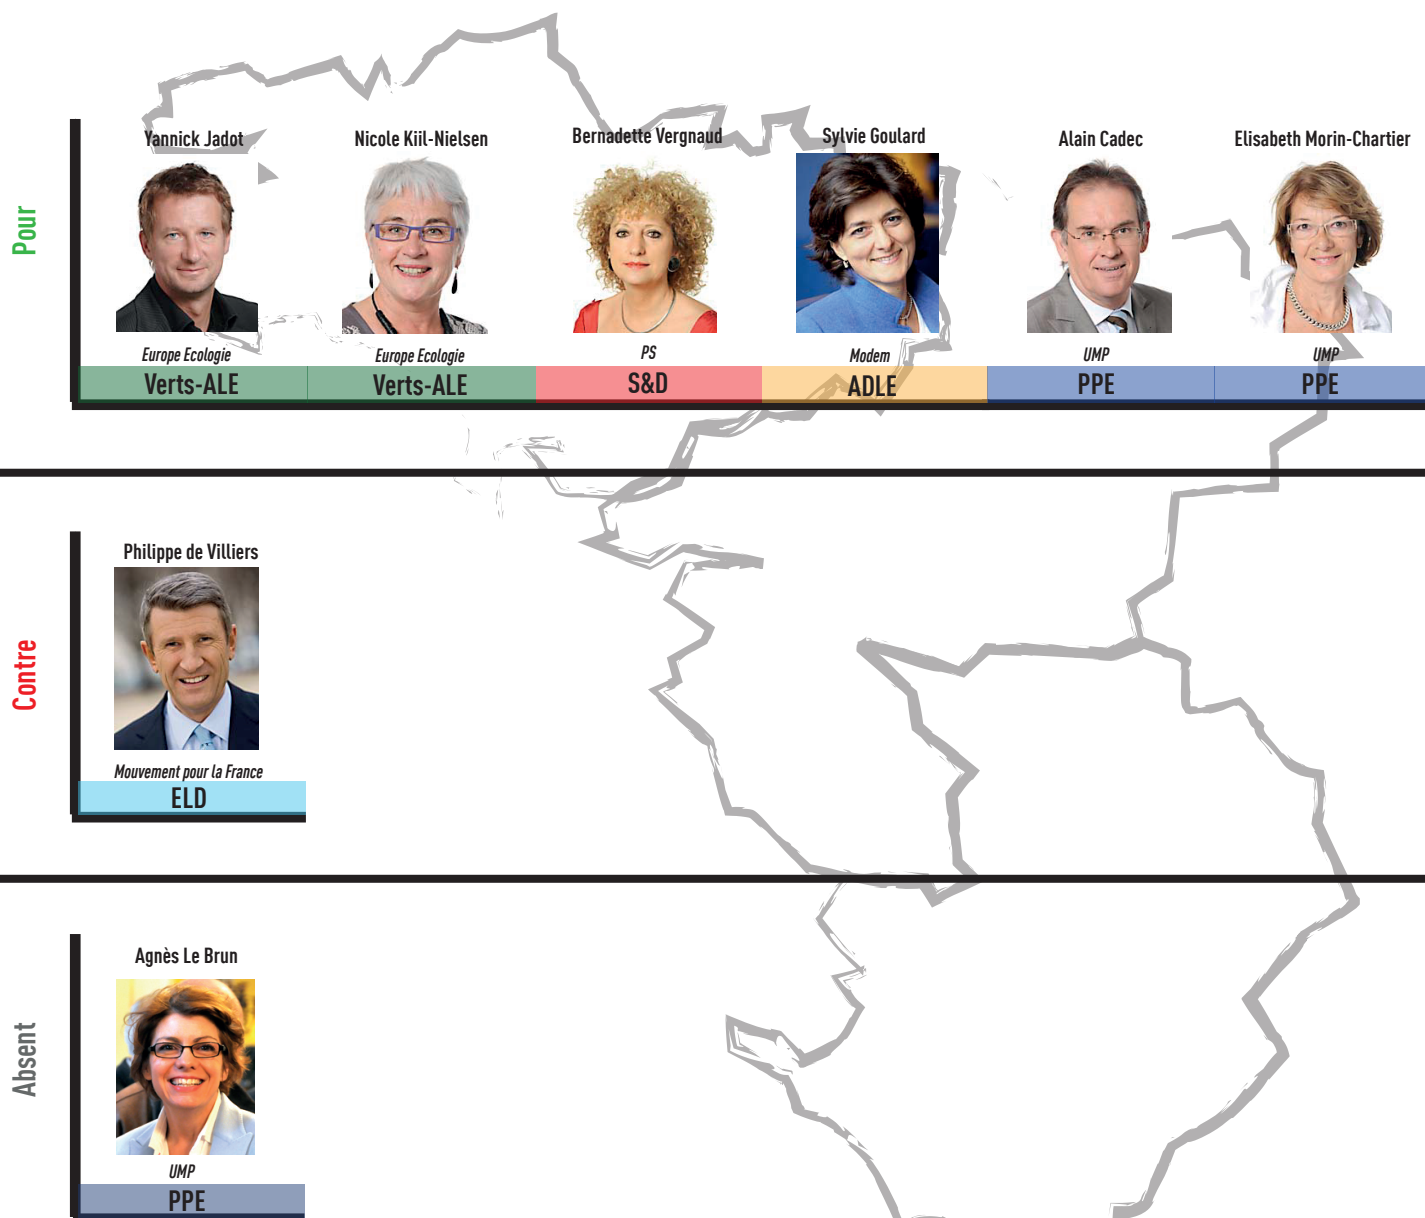 Pour
Yannick Jadot
Nicole Kiil-Nielsen
Bernadette Vergnaud
Sylvie Goulard
Alain Cadec
Elisabeth Morin-Chartier
Europe Ecologie
Europe Ecologie
PS
Modem
UMP
UMP
Verts-ALE
Verts-ALE
S&D
ADLE
PPE
PPE
Contre
Philippe de Villiers
Mouvement pour la France
ELD
Absent
Agnès Le Brun
UMP
PPE